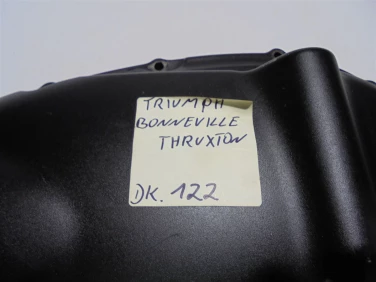 TRIUMPH
BONNEVILLE
THRUXTON
DK. 122